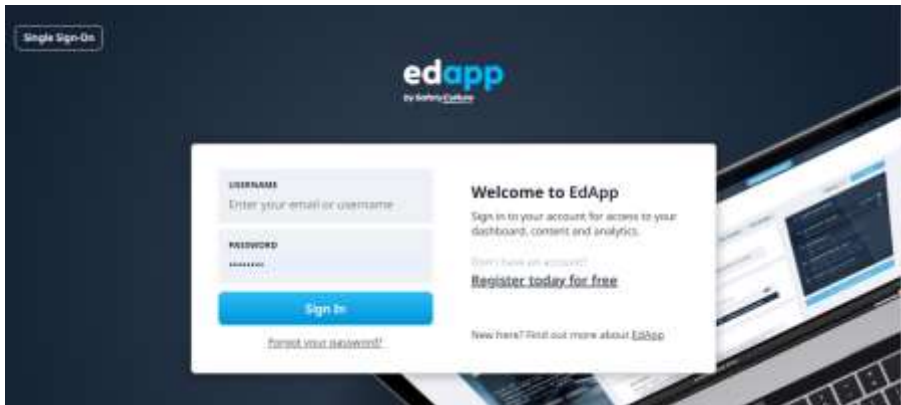 Single Sign-On
edapp
by SafetyCulture
USERNAME
Enter your email or username
PASSWORD
Sign In
Forgot your password?
Welcome to EdApp
Sign in to your account for access to your
dashboard, content and analytics.
Don't have an account?
Register today for free
New here? Find out more about EdApp